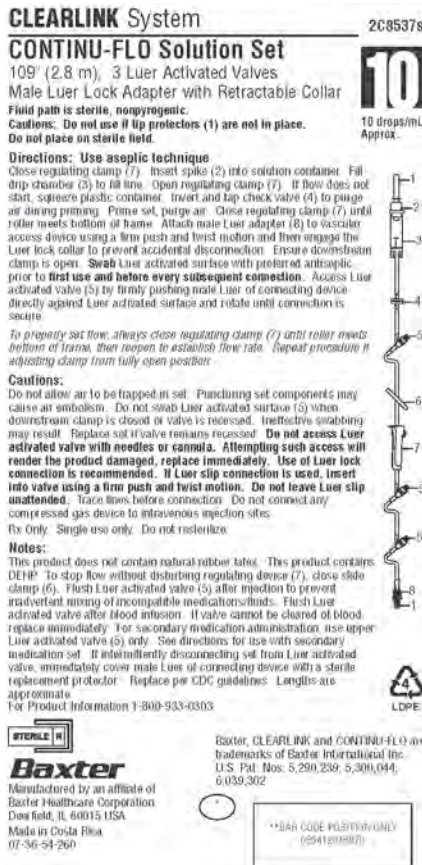 CLEARLINK System
2C8537s
CONTINU-FLO Solution Set
109" (2.8 m), 3 Luer Activated Valves
Male Luer Lock Adapter with Retractable Collar
Fluid path is sterile, nonpyrogenic.
Cautions: Do not use if tip protectors (1) are not in place.
Do not place on sterile field.
10
10 drops/mL
Approx.
Directions: Use aseptic technique
Close regulating clamp (7). Insert spike (2) into solution container. Fill
drip chamber (3) to fill line. Open regulating clamp (7). If flow does not
start, squeeze plastic container. Invert and tap check valve (4) to purge
air during priming. Prime set, purge air. Close regulating clamp (7) until
roller meets bottom of frame. Attach male Luer adapter (8) to vascular
access device using a firm push and twist motion and then engage the
Luer lock collar to prevent accidental disconnection. Ensure downstream
clamp is open. Swab Luer activated surface with preferred antiseptic
prior to first use and before every subsequent connection. Access Luer
activated valve (5) by firmly pushing male Luer of connecting device
directly against Luer activated surface and rotate until connection is
secure.
To properly set flow, always close regulating clamp (7) until roller meets
bottom of frame, then reopen to establish flow rate. Repeat procedure if
adjusting clamp from fully open position.
Cautions:
Do not allow air to be trapped in set. Puncturing set components may
cause air embolism. Do not swab Luer activated surface (5) when
downstream clamp is closed or valve is recessed. Ineffective swabbing
may result. Replace set if valve remains recessed. Do not access Luer
activated valve with needles or cannula. Attempting such access will
render the product damaged, replace immediately. Use of Luer lock
connection is recommended. If Luer slip connection is used, insert
into valve using a firm push and twist motion. Do not leave Luer slip
unattended. Trace lines before connection. Do not connect any
compressed gas device to intravenous injection sites.
Rx Only. Single use only. Do not resterilize.
Notes:
This product does not contain natural rubber latex. This product contains
DEHP. To stop flow without disturbing regulating device (7), close slide
clamp (6). Flush Luer activated valve (5) after injection to prevent
inadvertent mixing of incompatible medications/fluids. Flush Luer
activated valve after blood infusion. If valve cannot be cleared of blood,
replace immediately. For secondary medication administration, use upper
Luer activated valve (5) only. See directions for use with secondary
medication set. If intermittently disconnecting set from Luer activated
valve, immediately cover male Luer of connecting device with a sterile
replacement protector. Replace per CDC guidelines. Lengths are
approximate.
For Product Information 1-800-933-0303
1
2
3
4
5
6
7
5
5
8
1
4
LDPE
STERILE R
Baxter
Manufactured by an affiliate of
Baxter Healthcare Corporation
Deerfield, IL 60015 USA
Made in Costa Rica
07-36-54-260
Baxter, CLEARLINK and CONTINU-FLO are
trademarks of Baxter International Inc.
U.S. Pat. Nos. 5,290,239; 5,300,044;
6,039,302
**BAR CODE POSITION ONLY